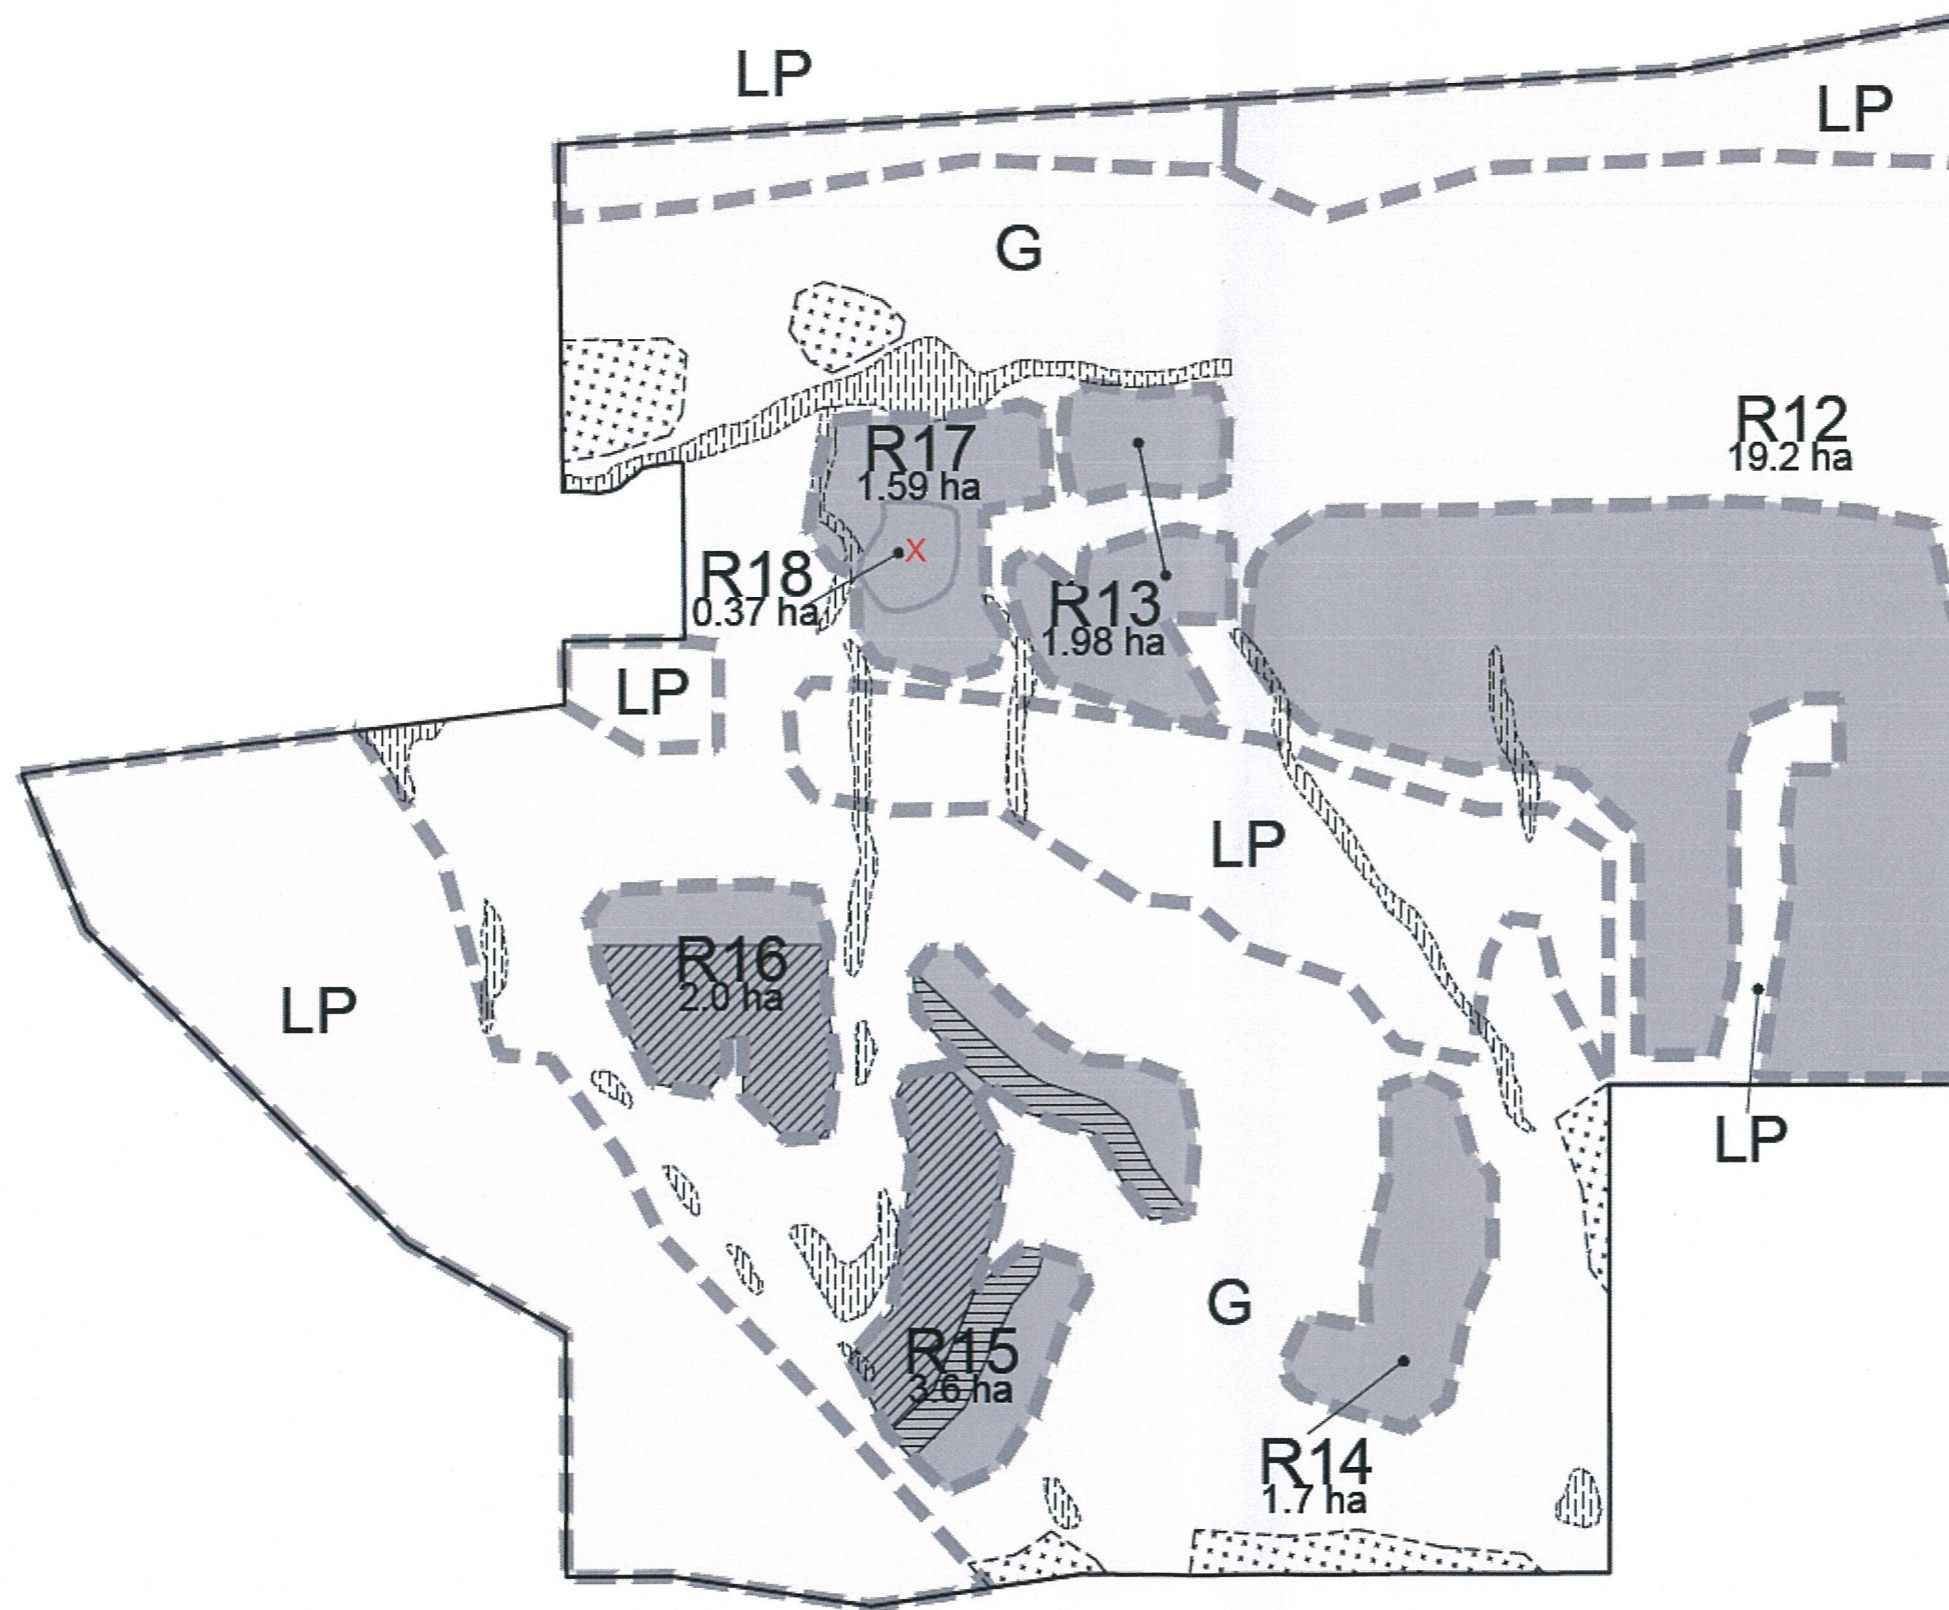 LP
LP
G
R12
19.2 ha
R17
1.59 ha
X
R18
0.37 ha
R13
1.98 ha
LP
LP
R16
2.0 ha
LP
LP
G
R15
3.6 ha
R14
1.7 ha